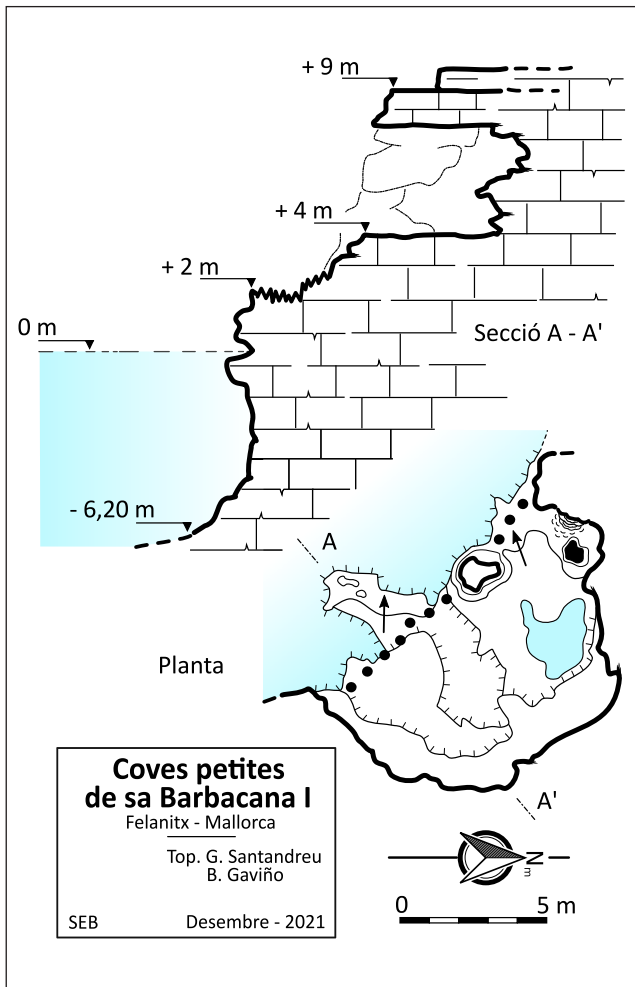 + 9 m
+ 4 m
+ 2 m
0 m
Secció A - A'
- 6,20 m
A
Planta
A'
Coves petites
de sa Barbacana I
Felanitx - Mallorca
Top. G. Santandreu
B. Gaviño
SEB Desembre - 2021
N
m
0 5 m